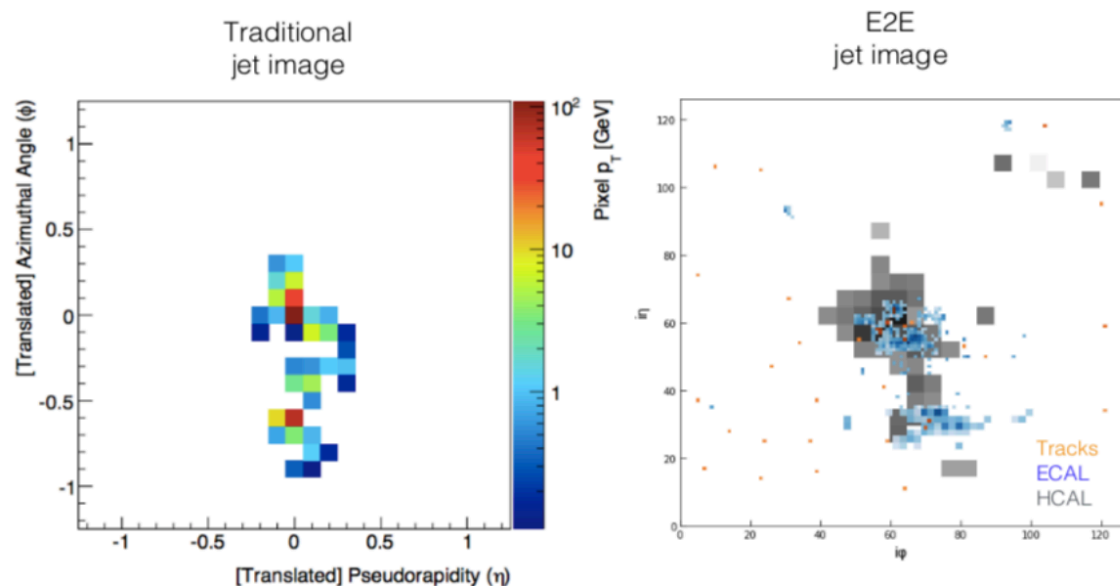 Traditional
jet image
E2E
jet image
[Translated] Azimuthal Angle (ϕ)
1
0.5
0
-0.5
-1
-1
-0.5
0
0.5
1
[Translated] Pseudorapidity (η)
10²
10
1
Pixel p_T [GeV]
iη
120
100
80
60
40
20
0
0
20
40
60
80
100
120
iφ
Tracks
ECAL
HCAL